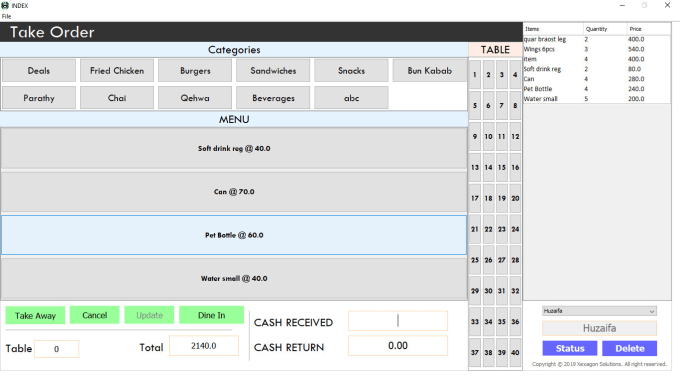 INDEX
File
Take Order
Categories
Deals Fried Chicken Burgers Sandwiches Snacks Bun Kabab
Parathy Chai Qehwa Beverages abc
MENU
Soft drink reg @ 40.0
Can @ 70.0
Pet Bottle @ 60.0
Water small @ 40.0
TABLE
1 2 3 4
5 6 7 8
9 10 11 12
13 14 15 16
17 18 19 20
21 22 23 24
25 26 27 28
29 30 31 32
33 34 35 36
37 38 39 40
Items Quantity Price
quar braost leg 2 400.0
Wings 6pcs 3 540.0
item 4 400.0
Soft drink reg 2 80.0
Can 4 280.0
Pet Bottle 4 240.0
Water small 5 200.0
Take Away Cancel Update Dine In
Table 0 Total 2140.0
CASH RECEIVED
CASH RETURN 0.00
Huzaifa
Huzaifa
Status Delete
Copyright © 2019 Xexagon Solutions. All right reserved.